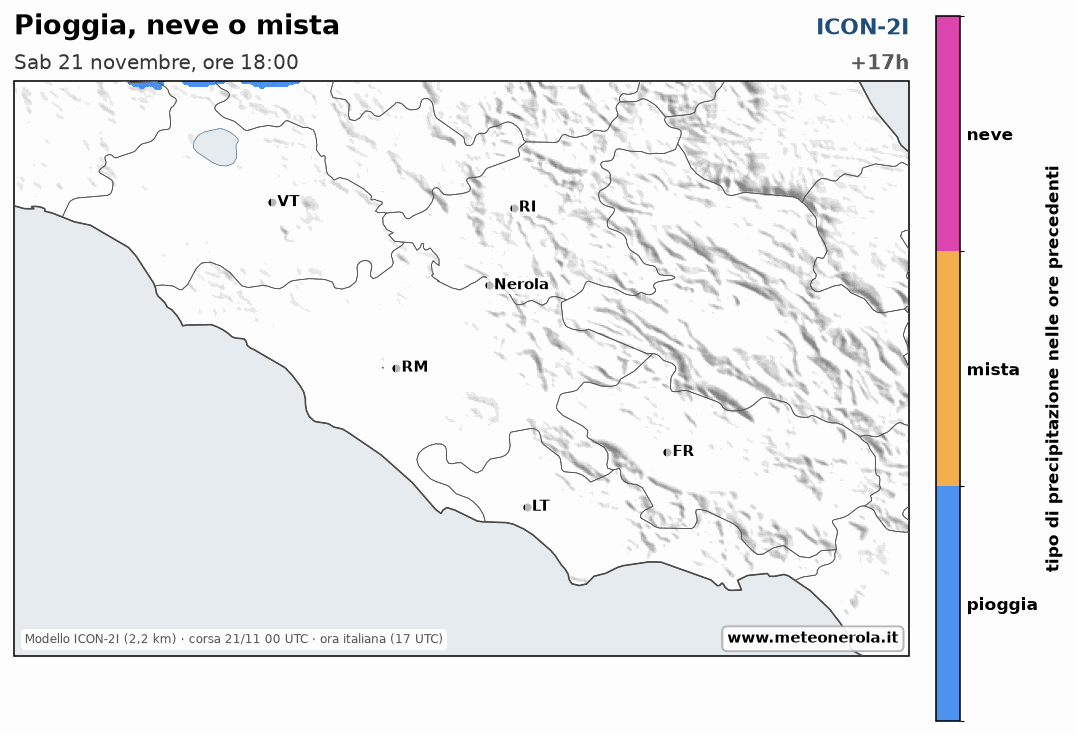 Pioggia, neve o mista
ICON-2I
Sab 21 novembre, ore 18:00
+17h
neve
mista
pioggia
tipo di precipitazione nelle ore precedenti
VT
RI
Nerola
RM
FR
LT
Modello ICON-2I (2,2 km) · corsa 21/11 00 UTC · ora italiana (17 UTC)
www.meteonerola.it